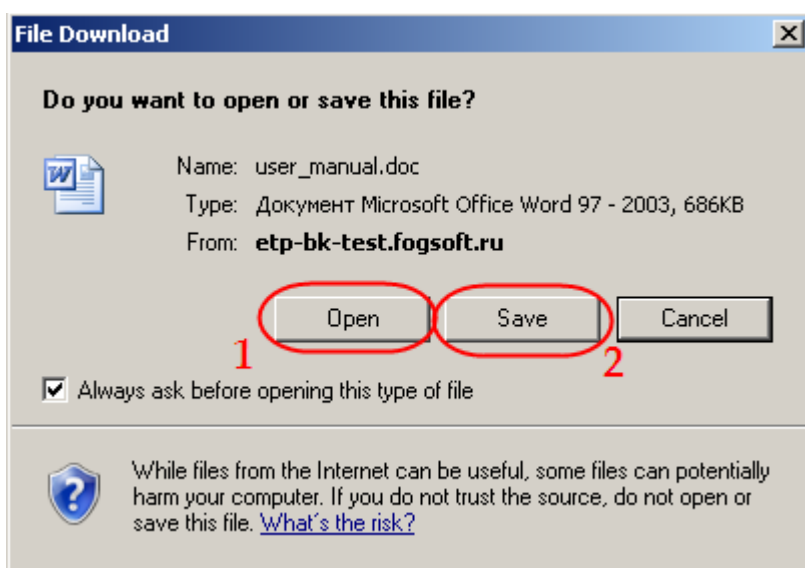 File Download
Do you want to open or save this file?
Name: user_manual.doc
Type: Документ Microsoft Office Word 97 - 2003, 686KB
From: etp-bk-test.fogsoft.ru
Open Save Cancel
1 2
Always ask before opening this type of file
While files from the Internet can be useful, some files can potentially
harm your computer. If you do not trust the source, do not open or
save this file. What's the risk?